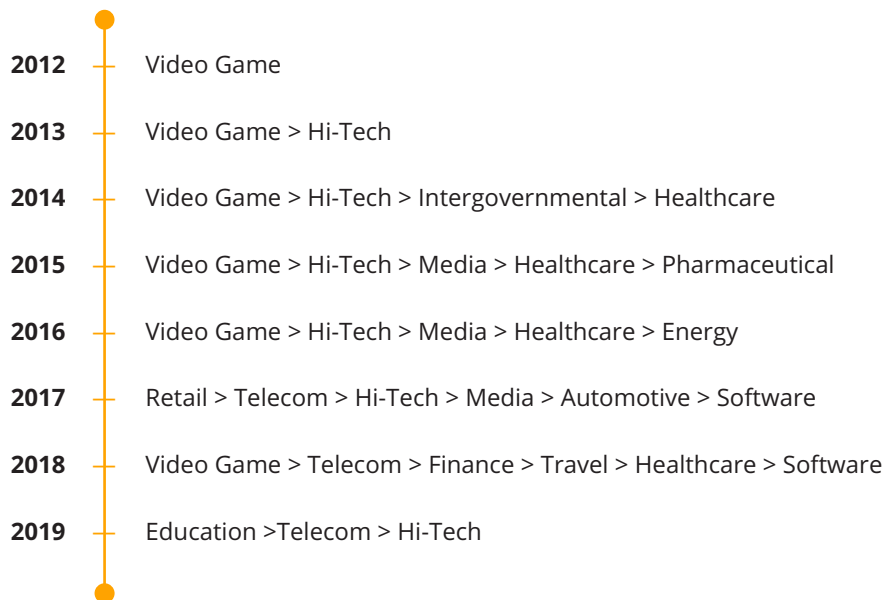 2012 Video Game
2013 Video Game > Hi-Tech
2014 Video Game > Hi-Tech > Intergovernmental > Healthcare
2015 Video Game > Hi-Tech > Media > Healthcare > Pharmaceutical
2016 Video Game > Hi-Tech > Media > Healthcare > Energy
2017 Retail > Telecom > Hi-Tech > Media > Automotive > Software
2018 Video Game > Telecom > Finance > Travel > Healthcare > Software
2019 Education >Telecom > Hi-Tech